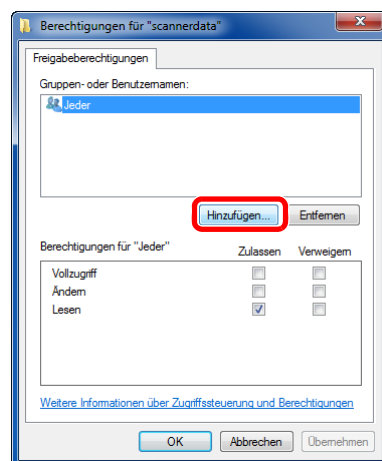 Berechtigungen für "scannerdata"
Freigabeberechtigungen
Gruppen- oder Benutzernamen:
Jeder
Hinzufügen... Entfernen
Berechtigungen für "Jeder" Zulassen Verweigern
Vollzugriff
Ändern
Lesen
Weitere Informationen über Zugriffssteuerung und Berechtigungen
OK Abbrechen Übernehmen